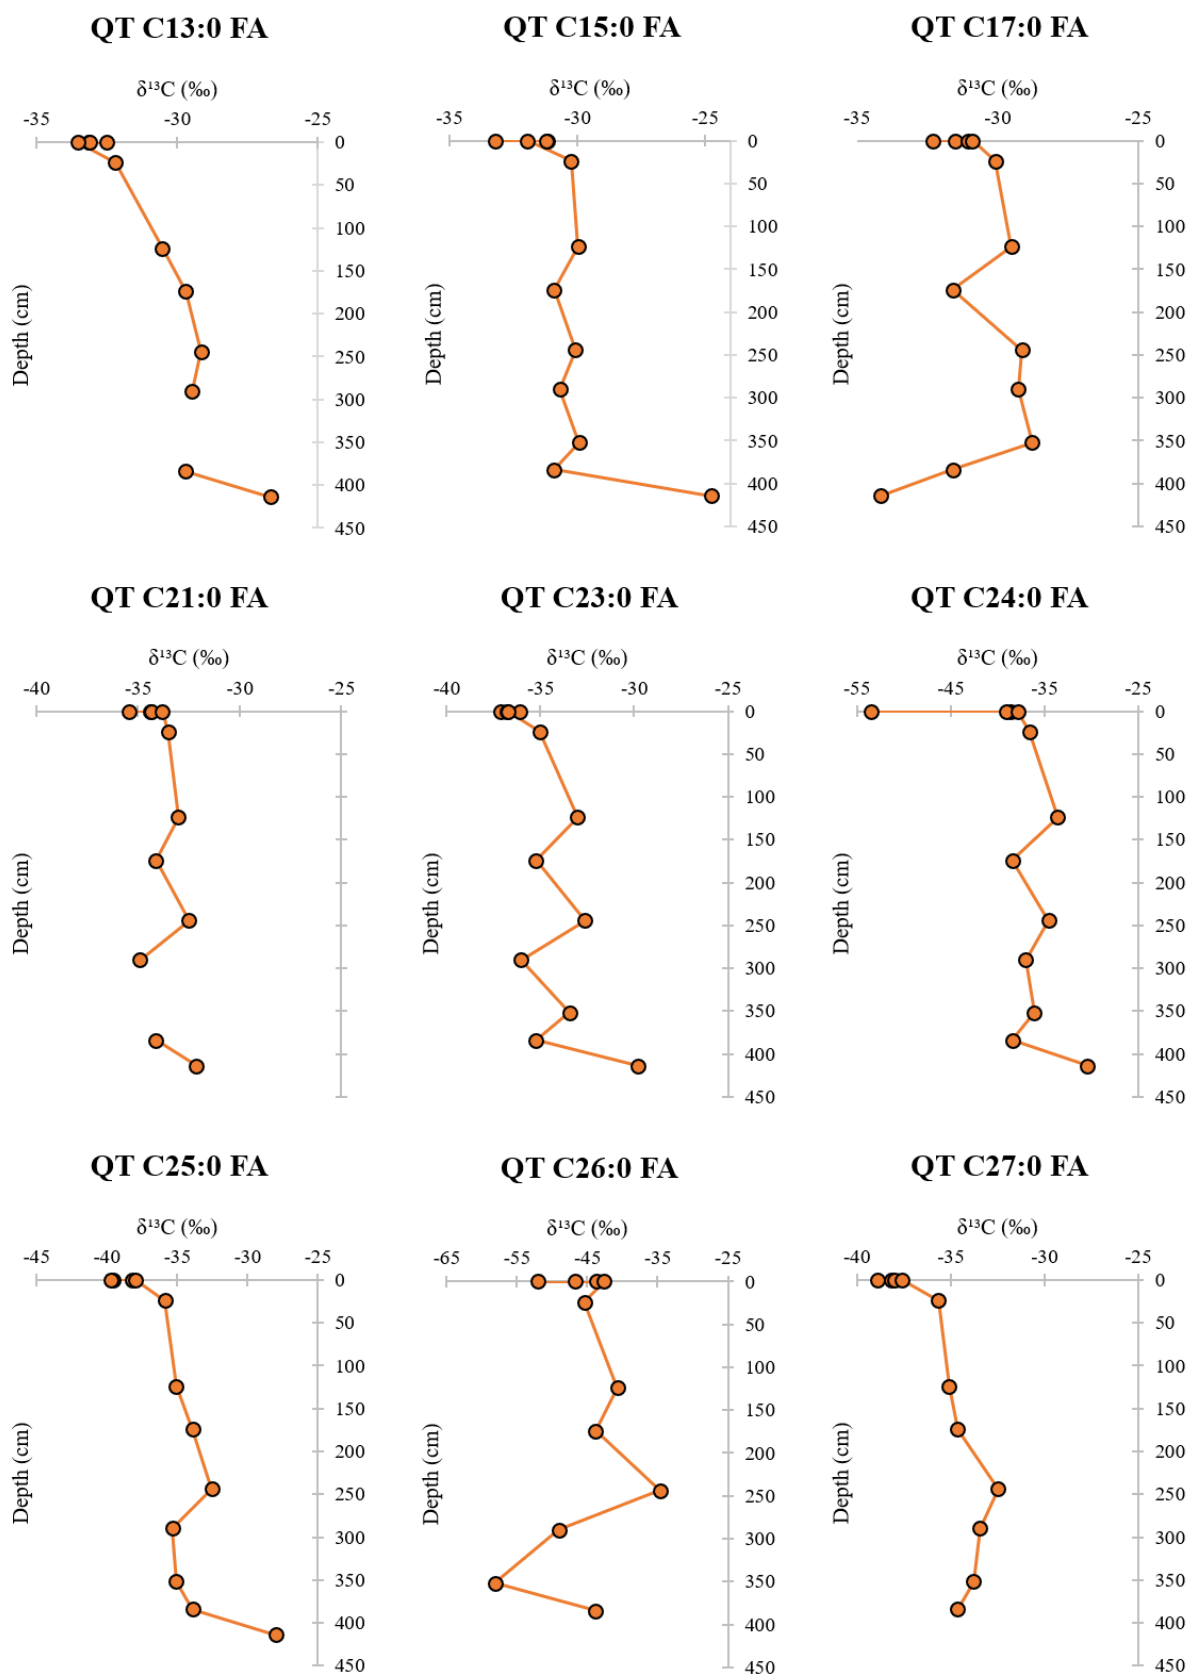 QT C13:0 FA
δ¹³C (‰)
-35 -30 -25
0
50
100
150
200
250
300
350
400
450
Depth (cm)
QT C15:0 FA
δ¹³C (‰)
-35 -30 -25
0
50
100
150
200
250
300
350
400
450
Depth (cm)
QT C17:0 FA
δ¹³C (‰)
-35 -30 -25
0
50
100
150
200
250
300
350
400
450
Depth (cm)
QT C21:0 FA
δ¹³C (‰)
-40 -35 -30 -25
Depth (cm)
QT C23:0 FA
δ¹³C (‰)
-40 -35 -30 -25
0
50
100
150
200
250
300
350
400
450
Depth (cm)
QT C24:0 FA
δ¹³C (‰)
-55 -45 -35 -25
0
50
100
150
200
250
300
350
400
450
Depth (cm)
QT C25:0 FA
δ¹³C (‰)
-45 -40 -35 -30 -25
0
50
100
150
200
250
300
350
400
450
Depth (cm)
QT C26:0 FA
δ¹³C (‰)
-65 -55 -45 -35 -25
0
50
100
150
200
250
300
350
400
450
Depth (cm)
QT C27:0 FA
δ¹³C (‰)
-40 -35 -30 -25
0
50
100
150
200
250
300
350
400
450
Depth (cm)